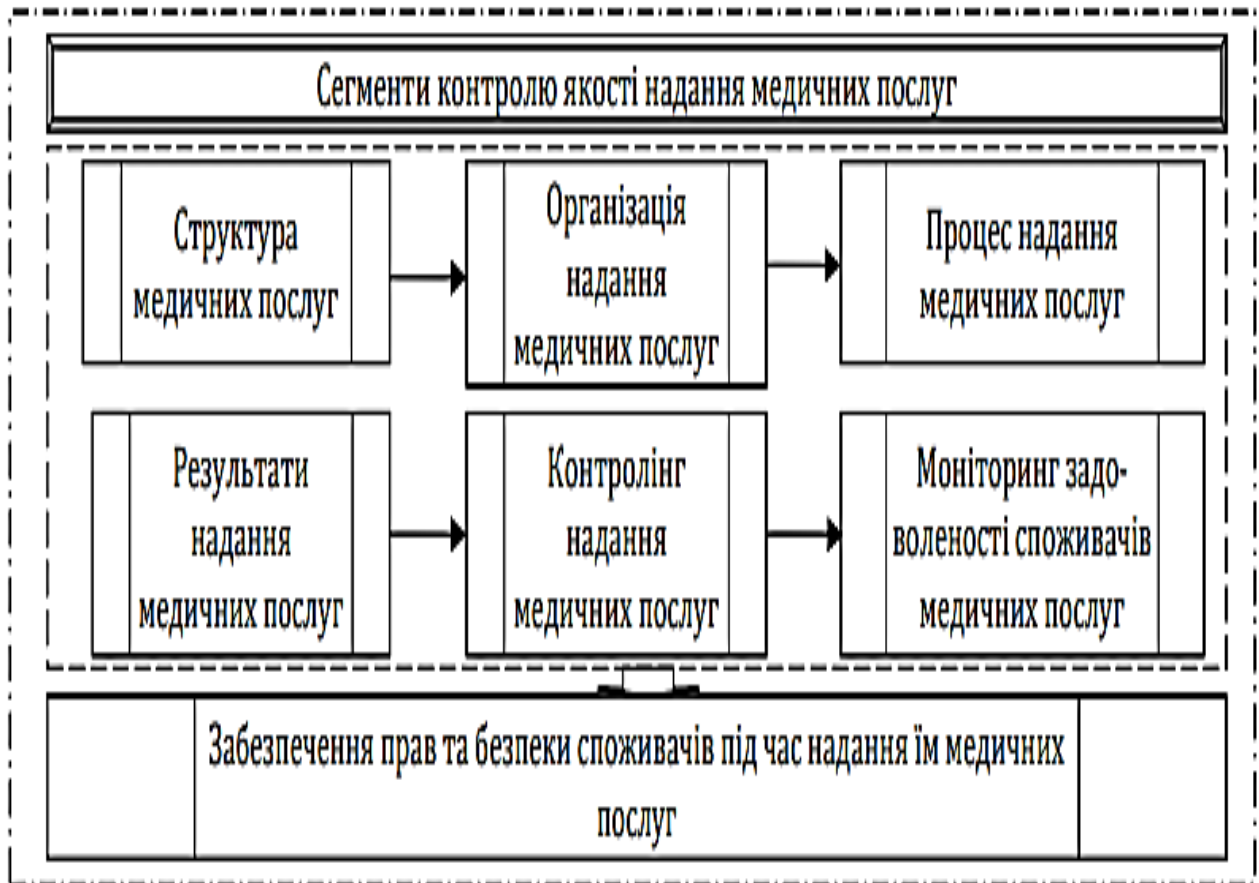 Сегменти контролю якості надання медичних послуг
Структура
медичних послуг
Організація
надання
медичних послуг
Процес надання
медичних послуг
Результати
надання
медичних послуг
Контролінг
надання
медичних послуг
Моніторинг задо-
воленості споживачів
медичних послуг
Забезпечення прав та безпеки споживачів під час надання їм медичних
послуг